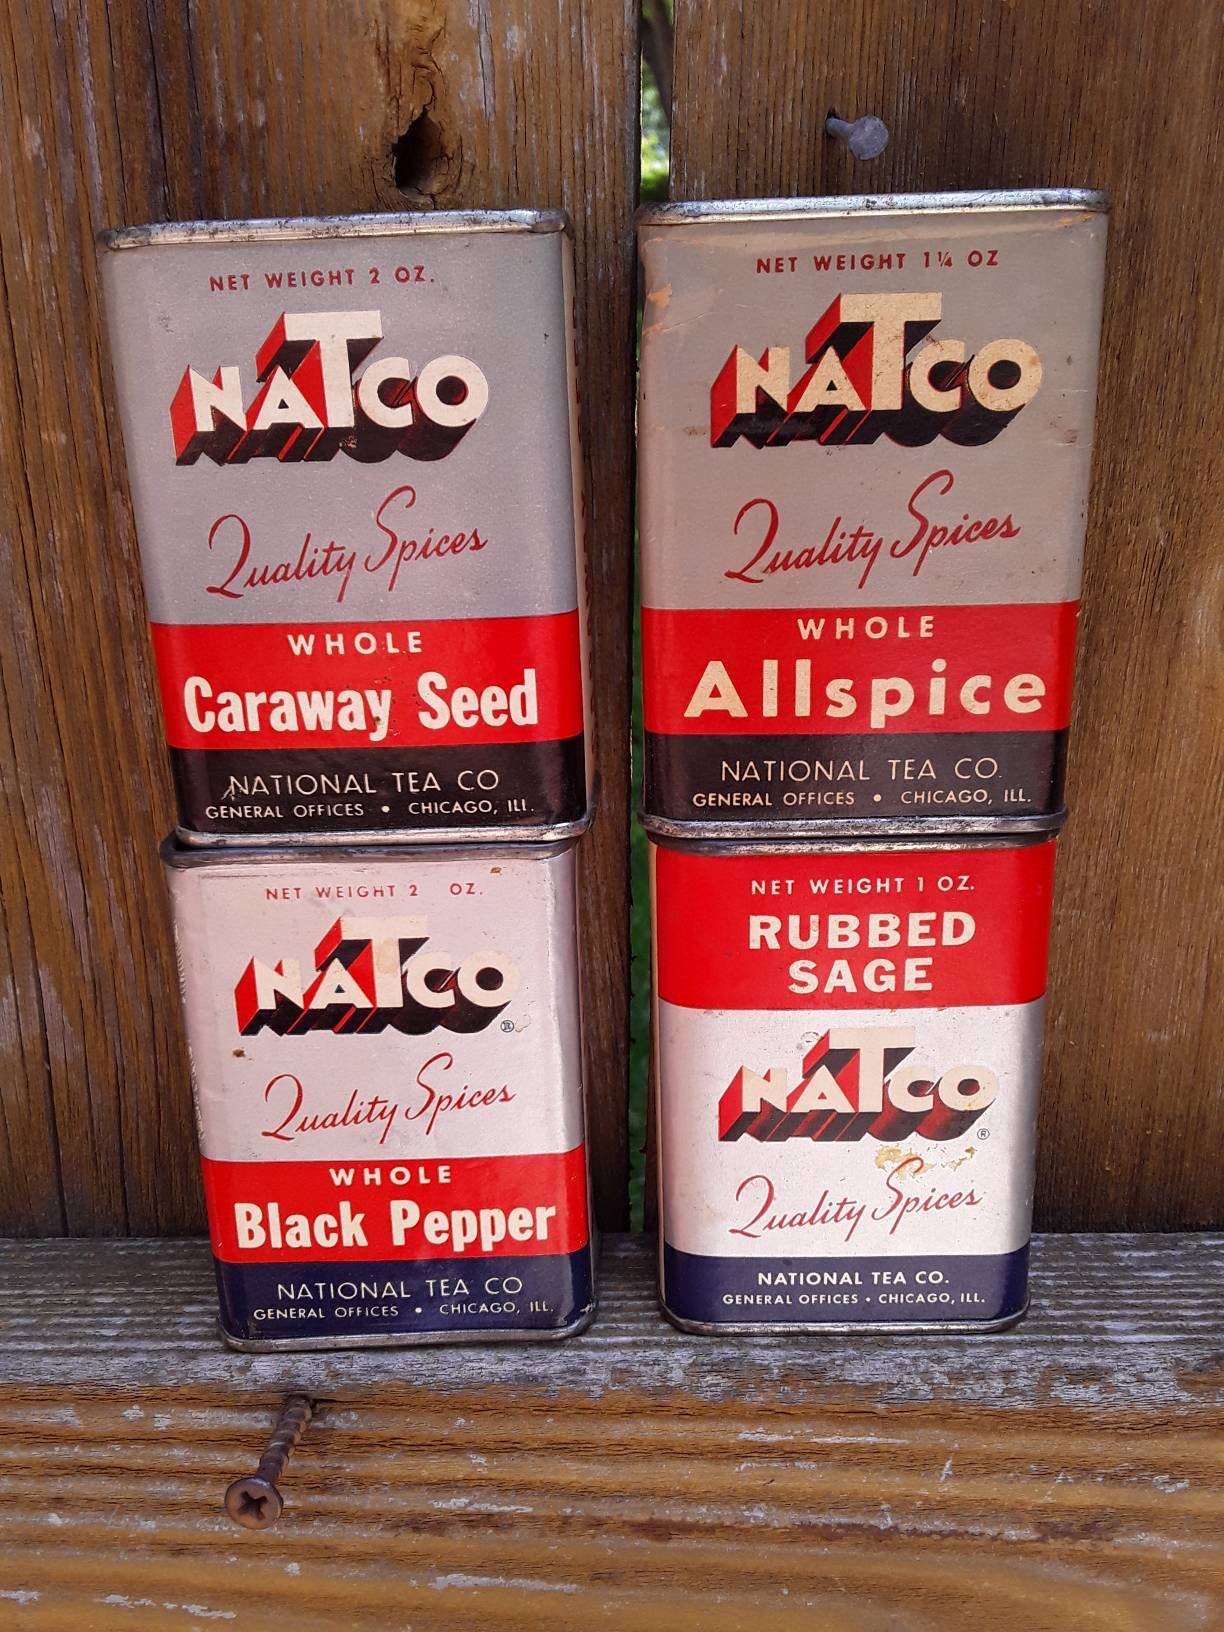 NET WEIGHT 2 OZ.
NATCO
Quality Spices
WHOLE
Caraway Seed
NATIONAL TEA CO
GENERAL OFFICES • CHICAGO, ILL.
NET WEIGHT 1¼ OZ
NATCO
Quality Spices
WHOLE
Allspice
NATIONAL TEA CO.
GENERAL OFFICES • CHICAGO, ILL.
NET WEIGHT 2 OZ.
NATCO ®
Quality Spices
WHOLE
Black Pepper
NATIONAL TEA CO
GENERAL OFFICES • CHICAGO, ILL.
NET WEIGHT 1 OZ.
RUBBED
SAGE
NATCO ®
Quality Spices
NATIONAL TEA CO.
GENERAL OFFICES • CHICAGO, ILL.